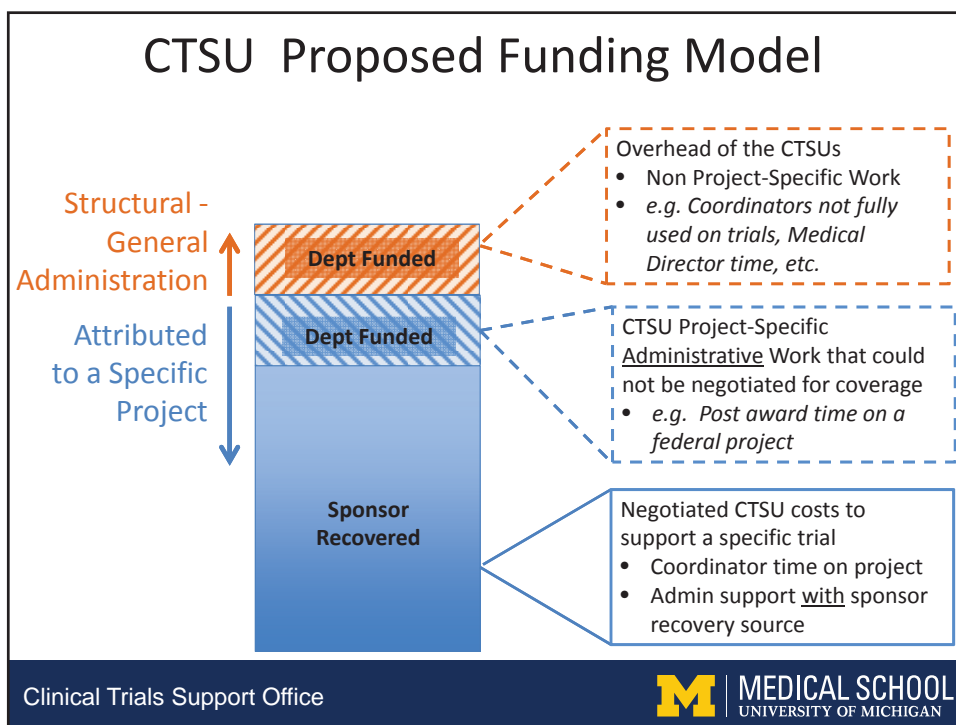 CTSU Proposed Funding Model
Structural -
General
Administration
Attributed
to a Specific
Project
Dept Funded
Dept Funded
Sponsor
Recovered
Overhead of the CTSUs
• Non Project-Specific Work
• e.g. Coordinators not fully
used on trials, Medical
Director time, etc.
CTSU Project-Specific
Administrative Work that could
not be negotiated for coverage
• e.g. Post award time on a
federal project
Negotiated CTSU costs to
support a specific trial
• Coordinator time on project
• Admin support with sponsor
recovery source
Clinical Trials Support Office
M
MEDICAL SCHOOL
UNIVERSITY OF MICHIGAN